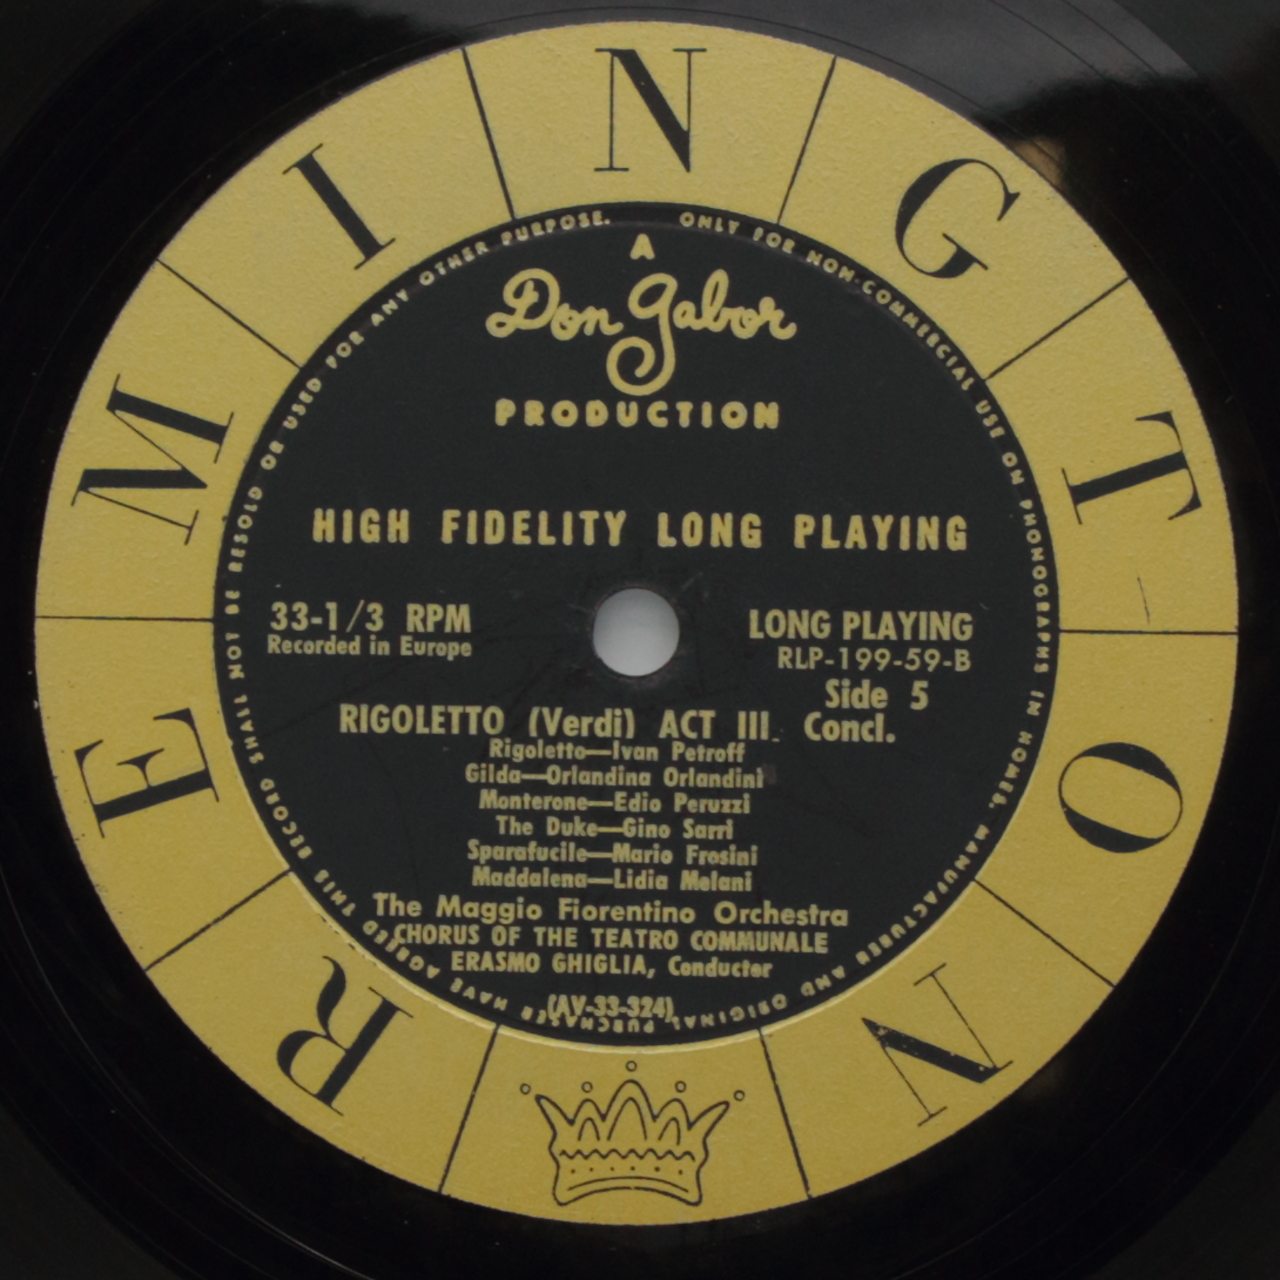 REMINGTON
ONLY FOR NON-COMMERCIAL USE ON PHONOGRAPHS IN HOMES. MANUFACTURER AND ORIGINAL PURCHASER HAVE AGREED THIS RECORD SHALL NOT BE RESOLD OR USED FOR ANY OTHER PURPOSE.
A
Don Gabor
PRODUCTION
HIGH FIDELITY LONG PLAYING
33-1/3 RPM
Recorded in Europe
LONG PLAYING
RLP-199-59-B
Side 5
RIGOLETTO (Verdi) ACT III. Concl.
Rigoletto—Ivan Petroff
Gilda—Orlandina Orlandini
Monterone—Edio Peruzzi
The Duke—Gino Sarri
Sparafucile—Mario Frosini
Maddalena—Lidia Melani
The Maggio Fiorentino Orchestra
CHORUS OF THE TEATRO COMMUNALE
ERASMO GHIGLIA, Conductor
(AV-33-324)